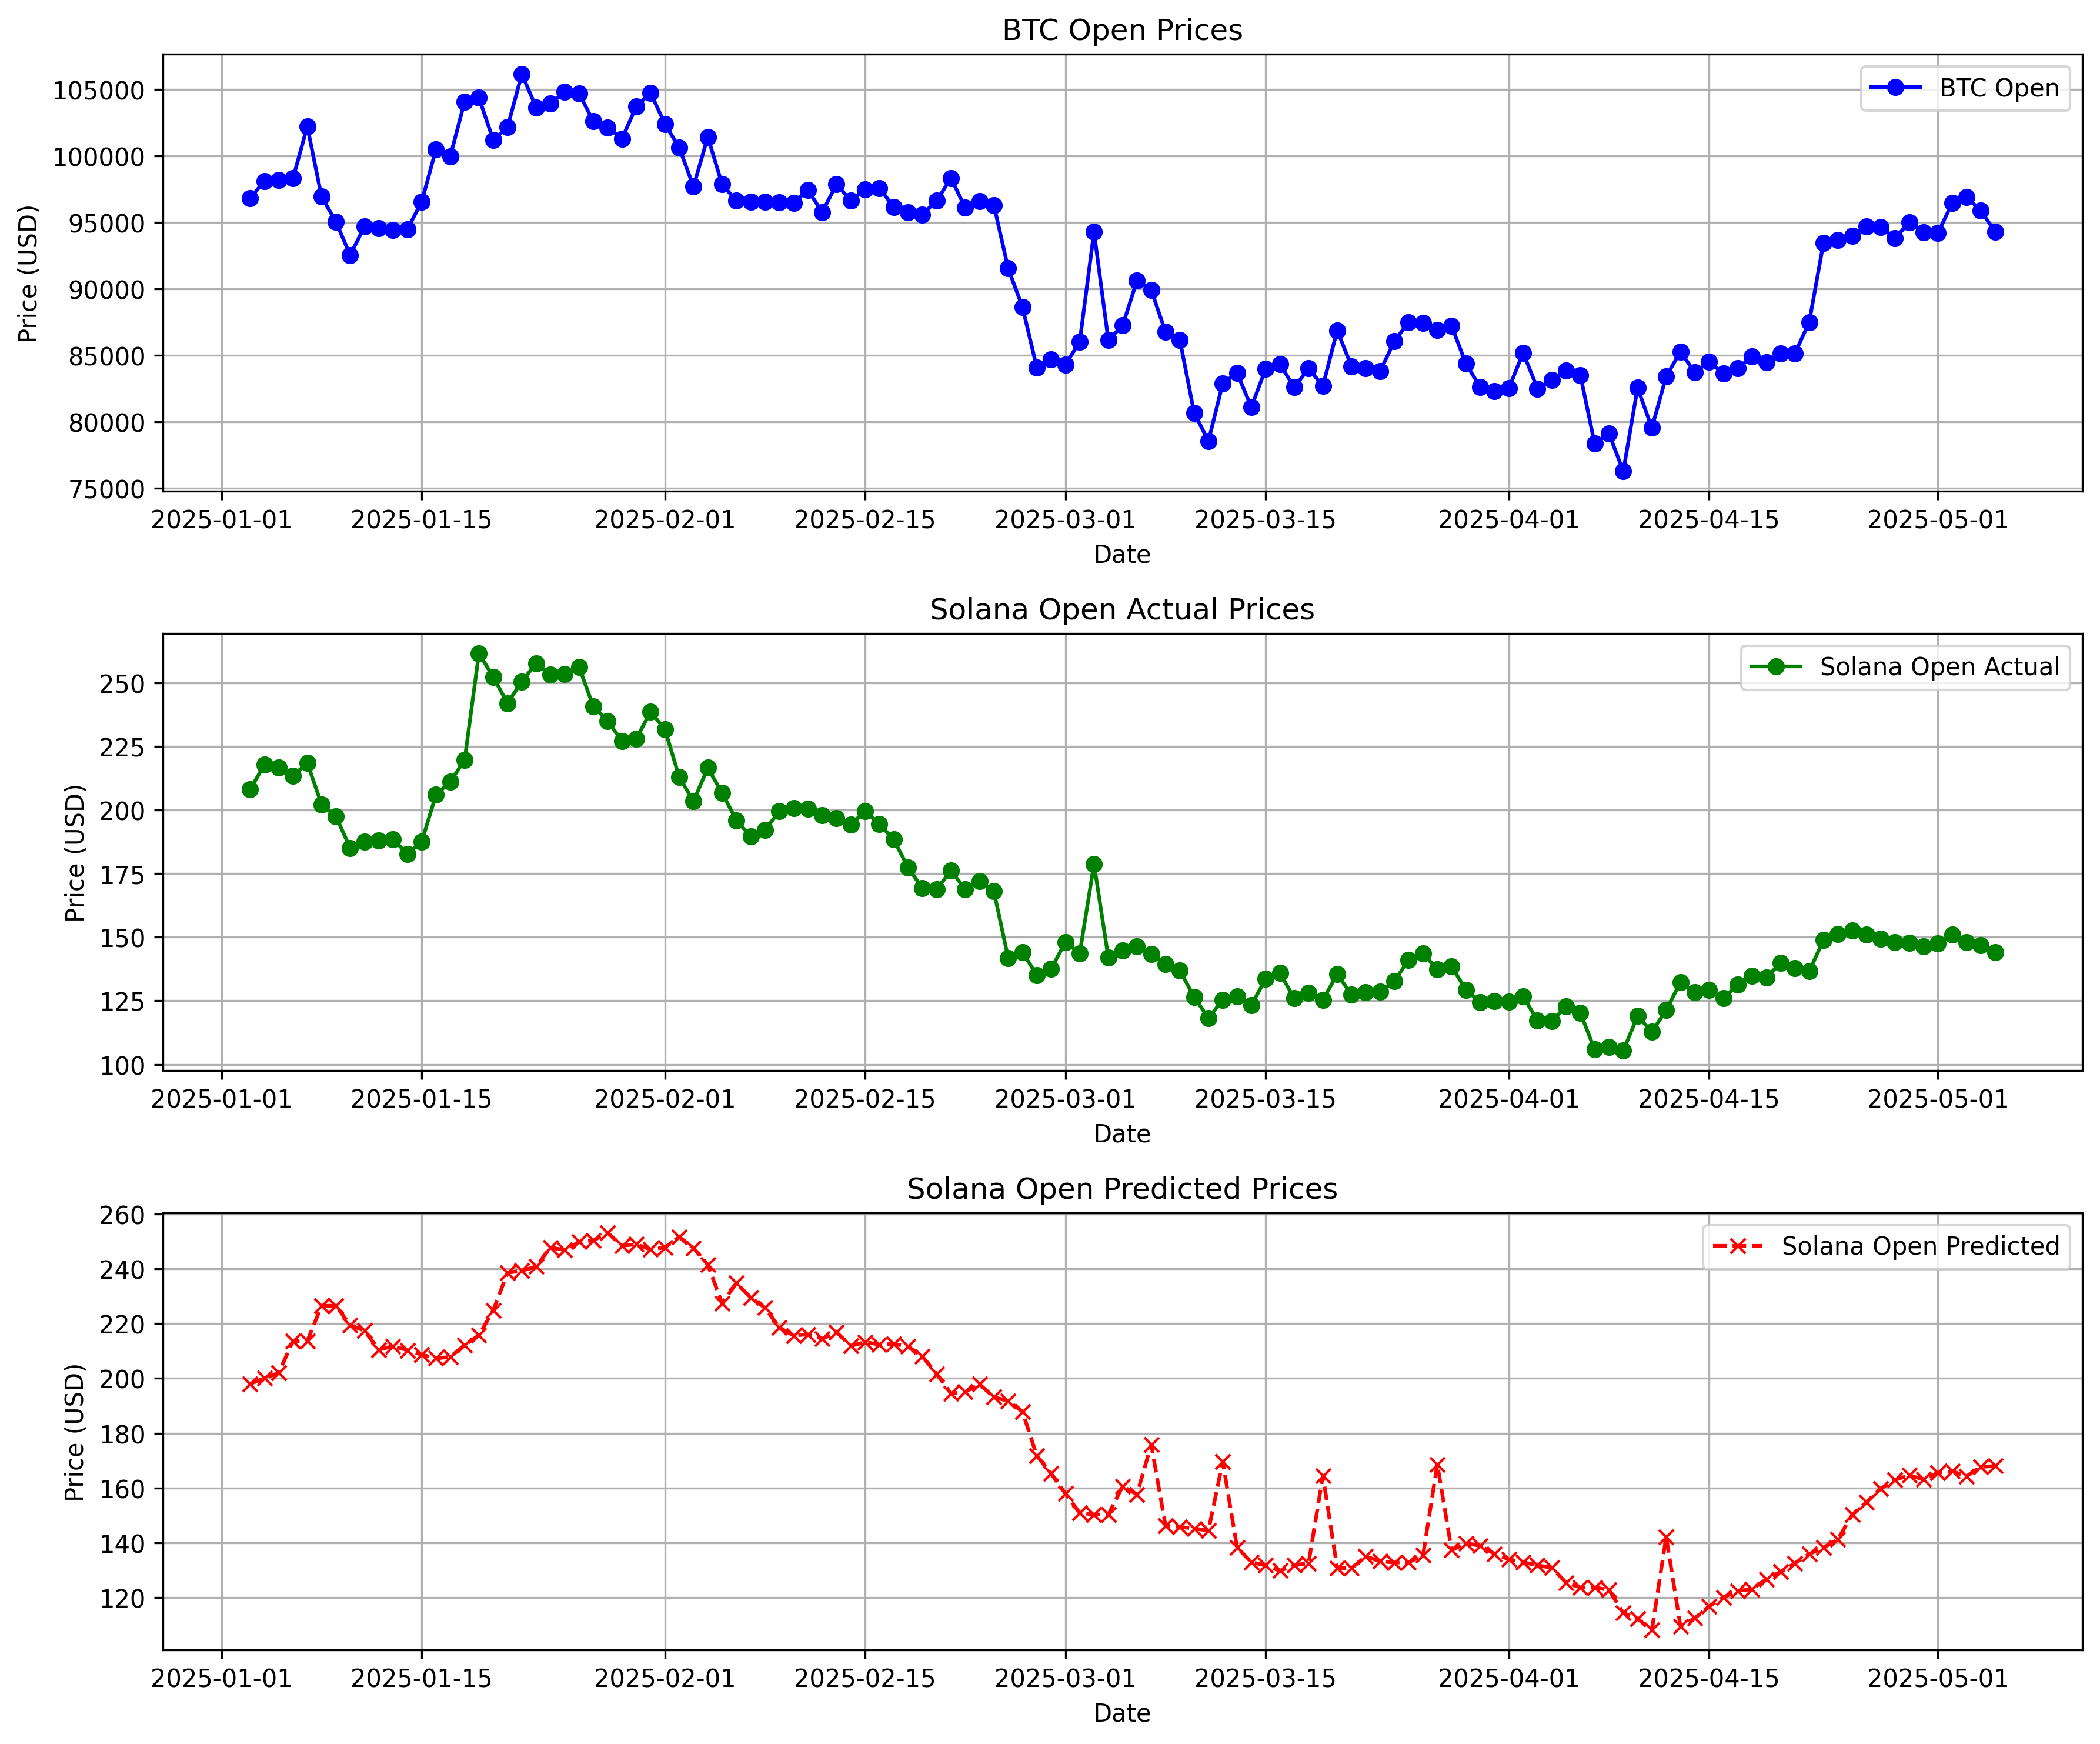 BTC Open Prices
BTC Open
105000
100000
95000
90000
85000
80000
75000
Price (USD)
2025-01-01 2025-01-15 2025-02-01 2025-02-15 2025-03-01 2025-03-15 2025-04-01 2025-04-15 2025-05-01
Date
Solana Open Actual Prices
Solana Open Actual
250
225
200
175
150
125
100
Price (USD)
2025-01-01 2025-01-15 2025-02-01 2025-02-15 2025-03-01 2025-03-15 2025-04-01 2025-04-15 2025-05-01
Date
Solana Open Predicted Prices
Solana Open Predicted
260
240
220
200
180
160
140
120
Price (USD)
2025-01-01 2025-01-15 2025-02-01 2025-02-15 2025-03-01 2025-03-15 2025-04-01 2025-04-15 2025-05-01
Date